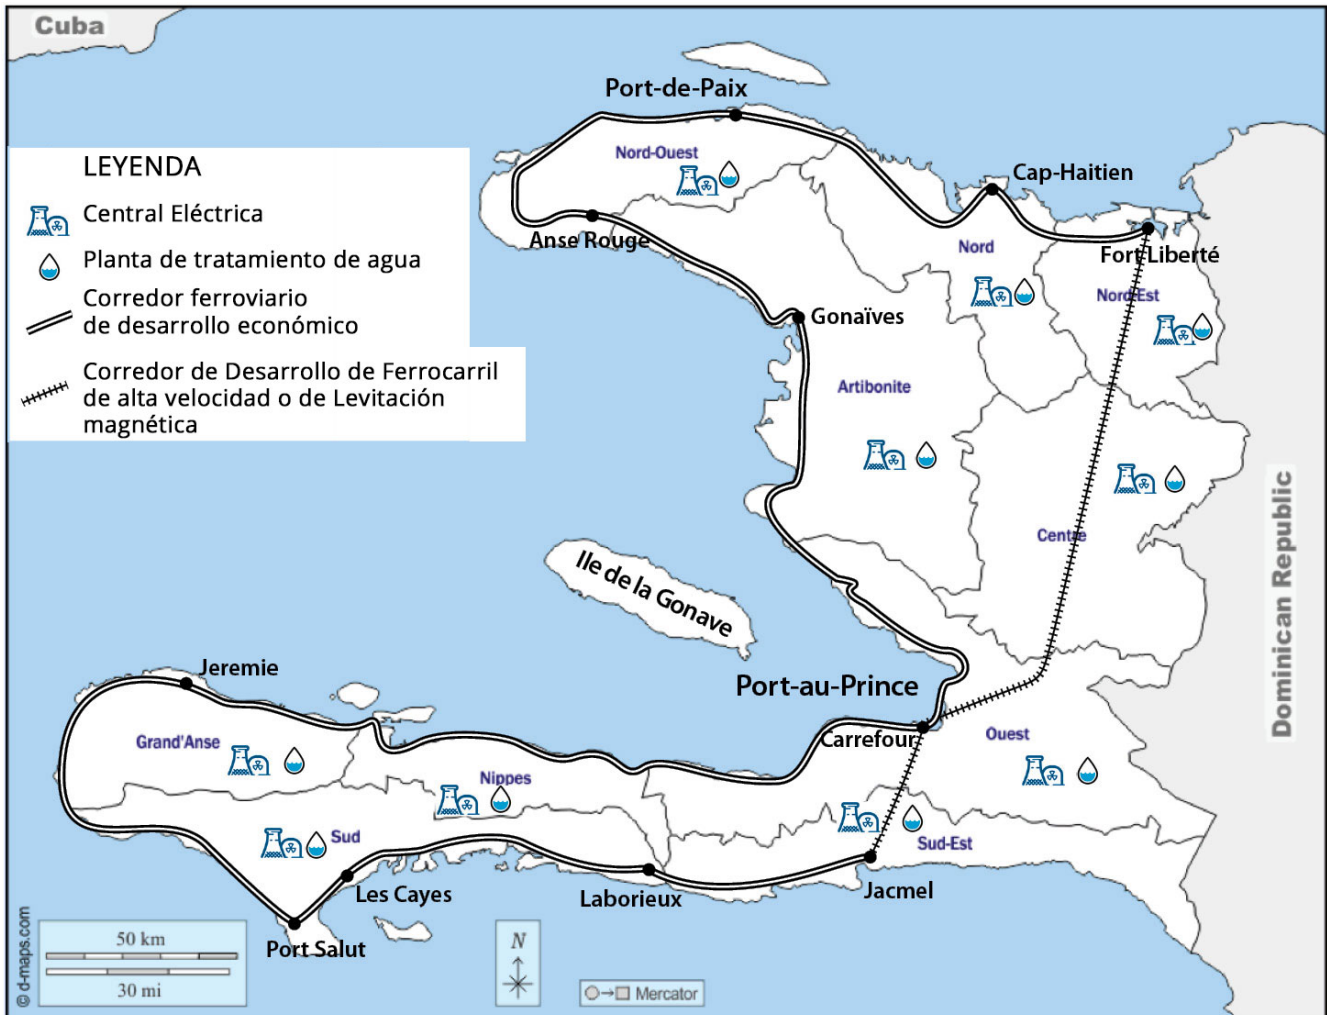 Cuba
Port-de-Paix
Nord-Ouest
Cap-Haitien
LEYENDA
Central Eléctrica
Planta de tratamiento de agua
Corredor ferroviario
de desarrollo económico
Corredor de Desarrollo de Ferrocarril
de alta velocidad o de Levitación
magnética
Anse Rouge
Nord
Fort Liberté
Nord-Est
Gonaïves
Artibonite
Centre
Dominican Republic
Ile de la Gonave
Jeremie
Port-au-Prince
Carrefour
Ouest
Grand'Anse
Nippes
Sud
Sud-Est
Les Cayes
Laborieux
Jacmel
Port Salut
50 km
30 mi
N
Mercator
© d-maps.com